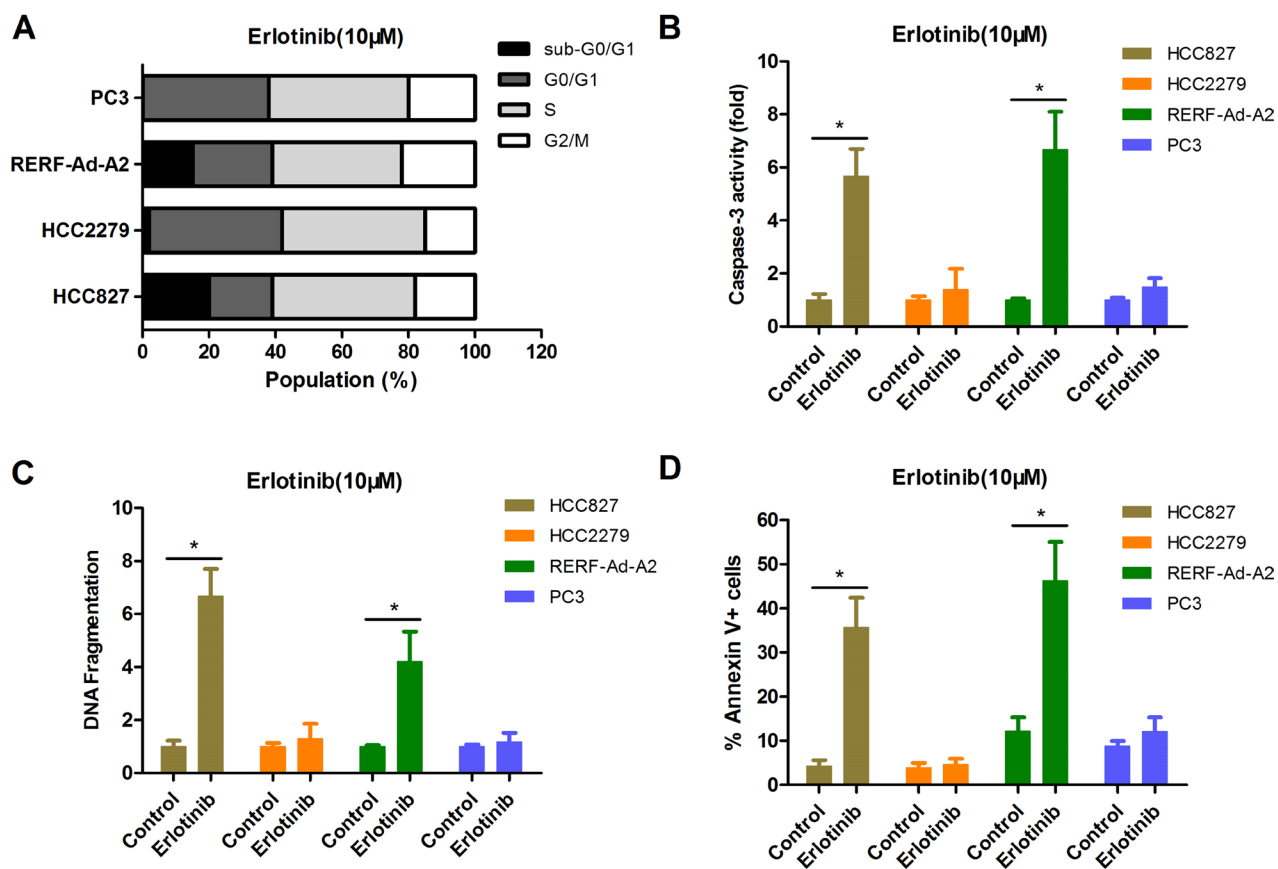 A
Erlotinib(10µM)
sub-G0/G1
G0/G1
S
G2/M
PC3
RERF-Ad-A2
HCC2279
HCC827
0 20 40 60 80 100 120
Population (%)
B
Erlotinib(10µM)
HCC827
HCC2279
RERF-Ad-A2
PC3
Caspase-3 activity (fold)
10
8
6
4
2
0
* *
Control Erlotinib Control Erlotinib Control Erlotinib Control Erlotinib
C
Erlotinib(10µM)
HCC827
HCC2279
RERF-Ad-A2
PC3
DNA Fragmentation
10
8
6
4
2
0
* *
Control Erlotinib Control Erlotinib Control Erlotinib Control Erlotinib
D
Erlotinib(10µM)
HCC827
HCC2279
RERF-Ad-A2
PC3
% Annexin V+ cells
60
50
40
30
20
10
0
* *
Control Erlotinib Control Erlotinib Control Erlotinib Control Erlotinib